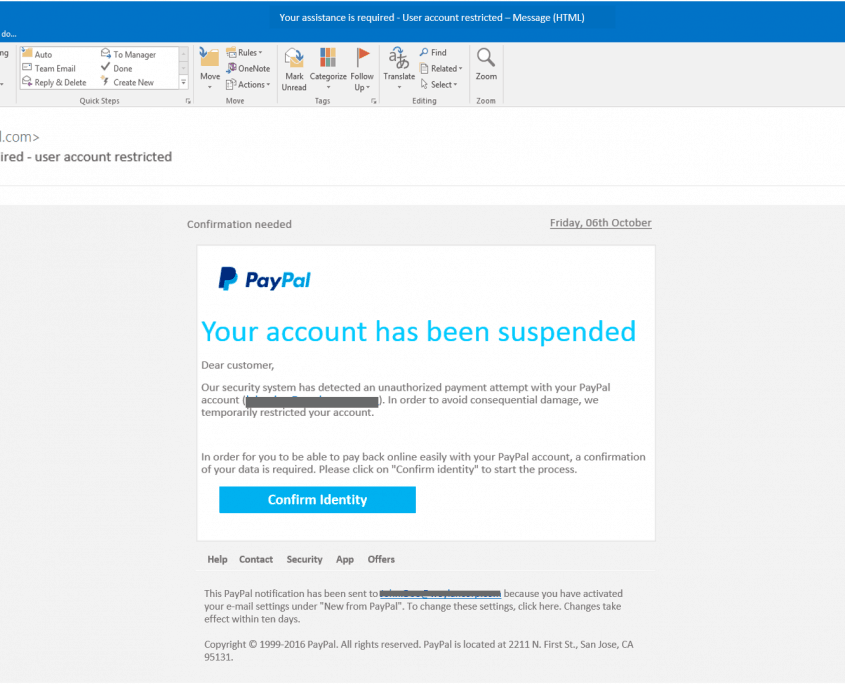 Your assistance is required - User account restricted – Message (HTML)
do...
ng
Auto
To Manager
Team Email
Done
Reply & Delete
Create New
Quick Steps
Move
Rules
OneNote
Actions
Move
Mark Unread
Categorize
Follow Up
Tags
Translate
Find
Related
Select
Editing
Zoom
Zoom
l.com>
ired - user account restricted
Confirmation needed
Friday, 06th October
PayPal
Your account has been suspended
Dear customer,
Our security system has detected an unauthorized payment attempt with your PayPal
account ( ). In order to avoid consequential damage, we
temporarily restricted your account.
In order for you to be able to pay back online easily with your PayPal account, a confirmation
of your data is required. Please click on "Confirm identity" to start the process.
Confirm Identity
Help Contact Security App Offers
This PayPal notification has been sent to because you have activated
your e-mail settings under "New from PayPal". To change these settings, click here. Changes take
effect within ten days.
Copyright © 1999-2016 PayPal. All rights reserved. PayPal is located at 2211 N. First St., San Jose, CA
95131.